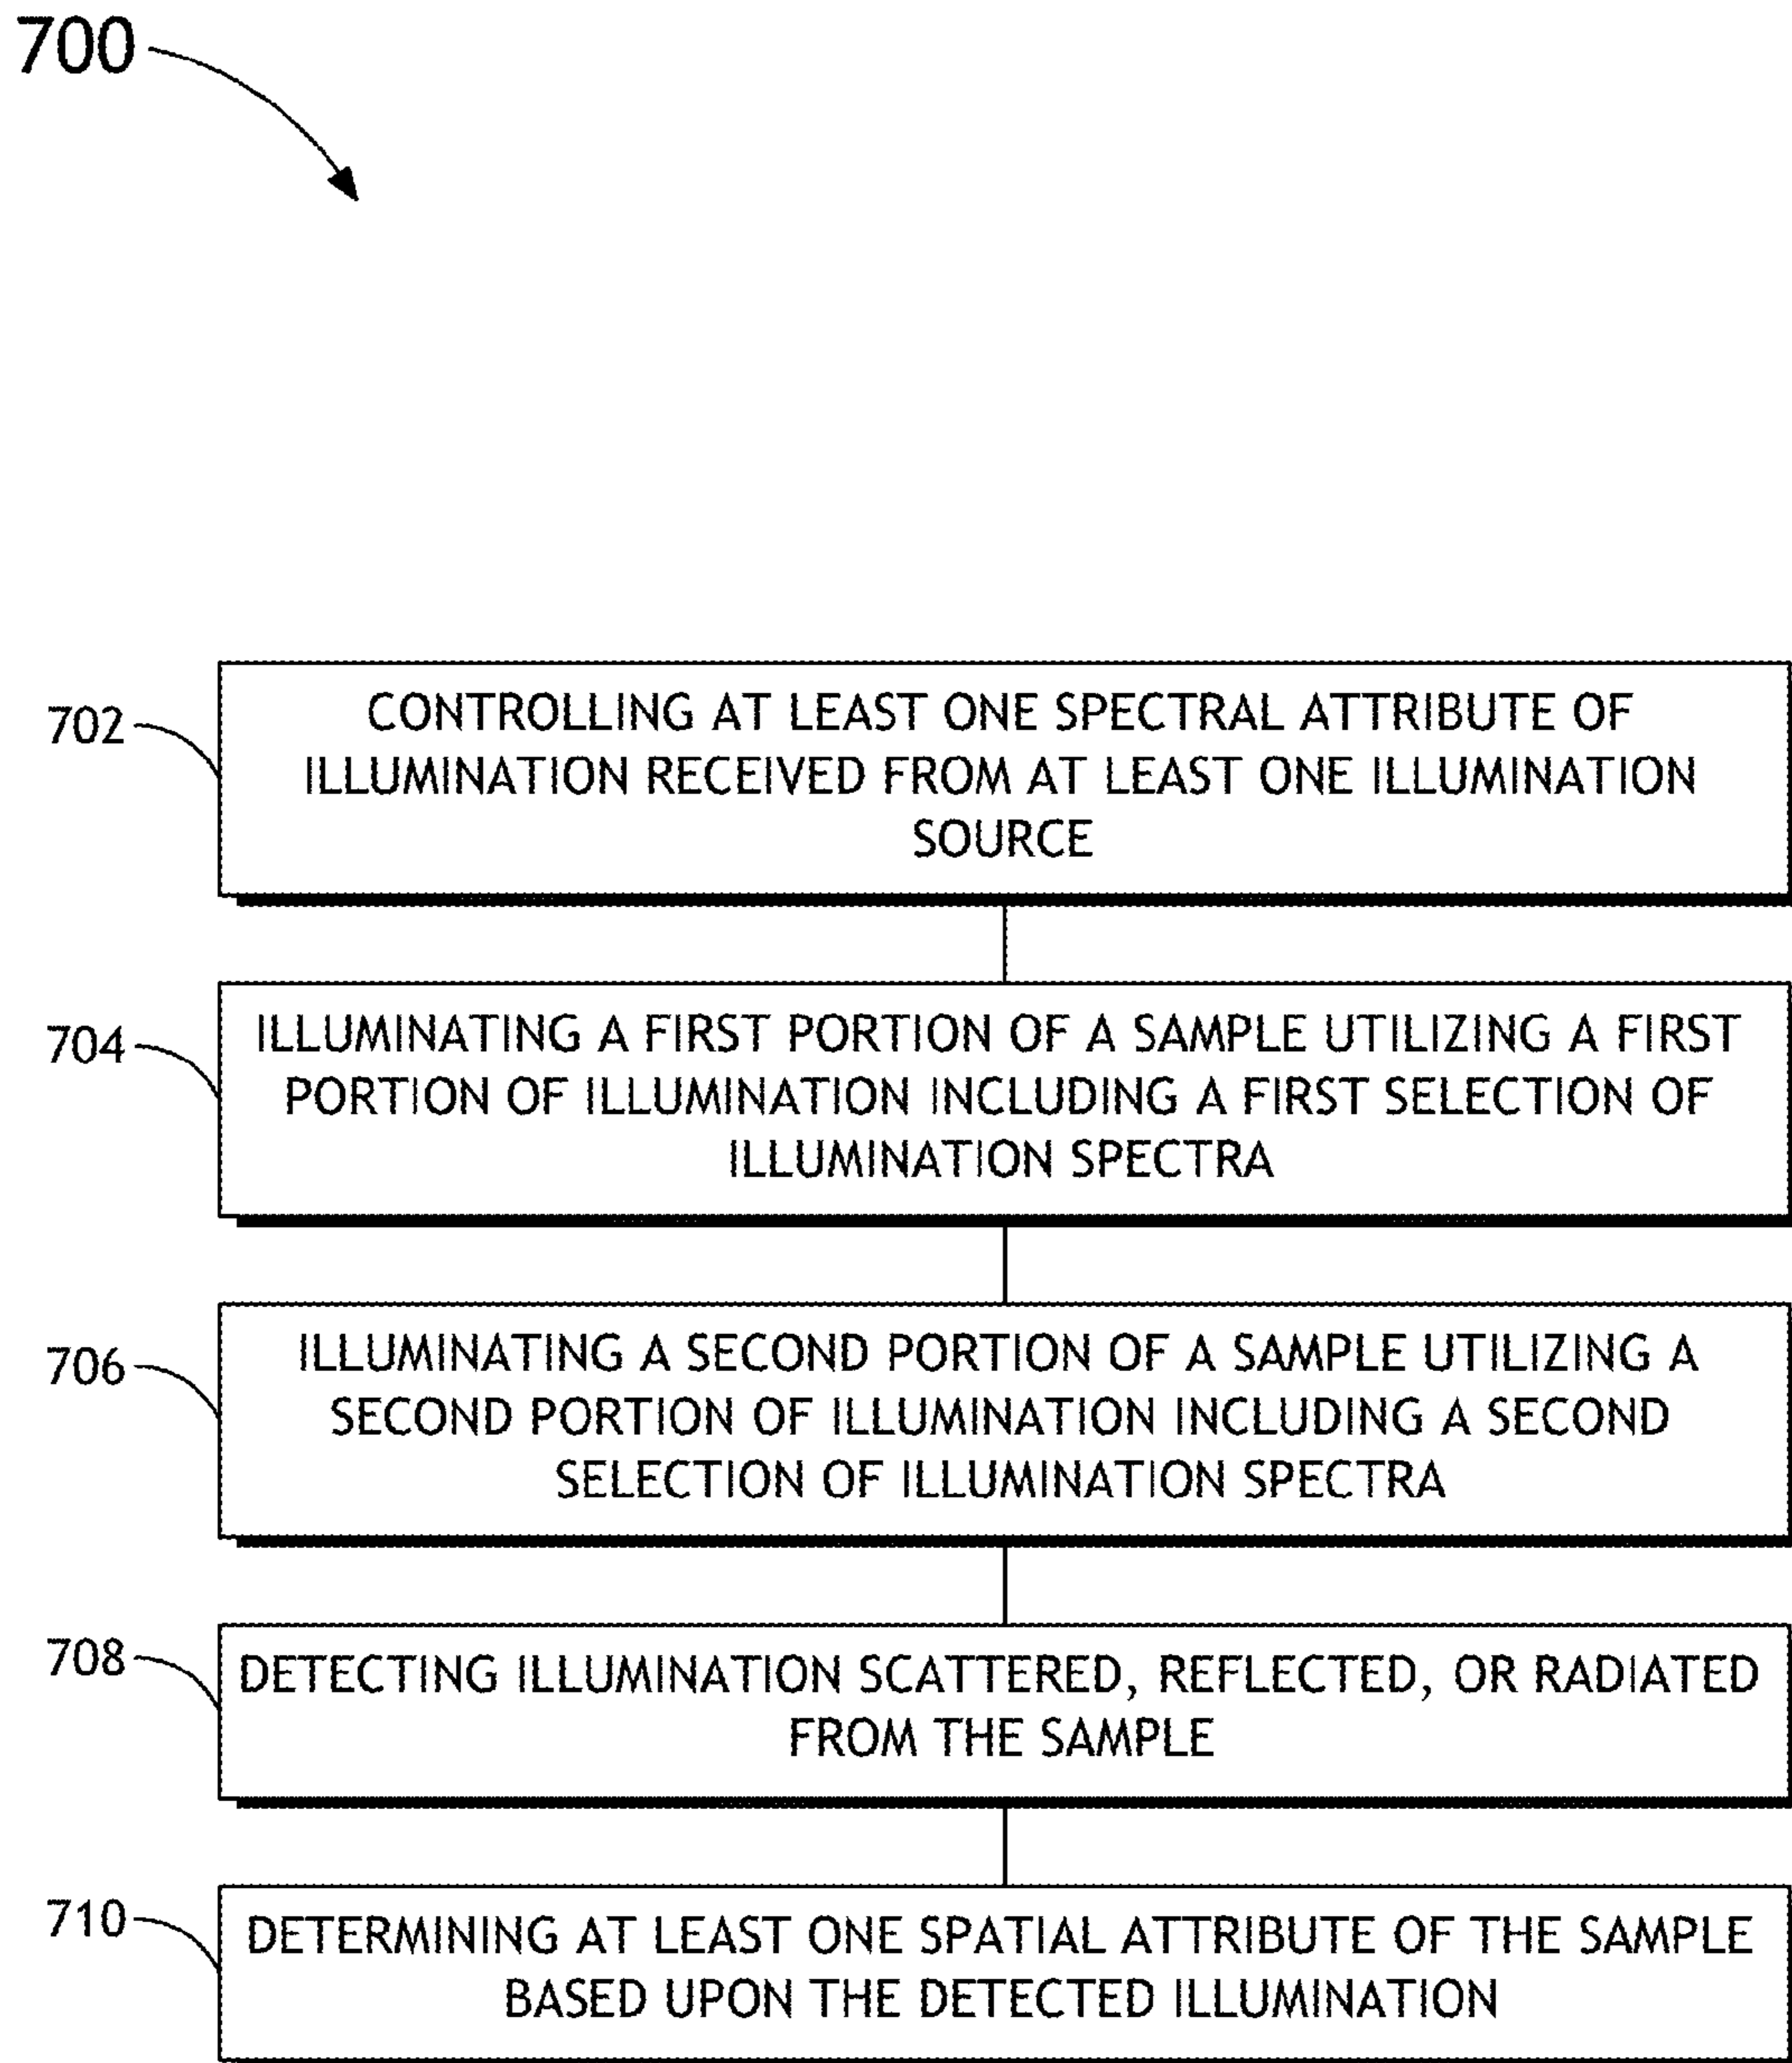 700
702
CONTROLLING AT LEAST ONE SPECTRAL ATTRIBUTE OF
ILLUMINATION RECEIVED FROM AT LEAST ONE ILLUMINATION
SOURCE
704
ILLUMINATING A FIRST PORTION OF A SAMPLE UTILIZING A FIRST
PORTION OF ILLUMINATION INCLUDING A FIRST SELECTION OF
ILLUMINATION SPECTRA
706
ILLUMINATING A SECOND PORTION OF A SAMPLE UTILIZING A
SECOND PORTION OF ILLUMINATION INCLUDING A SECOND
SELECTION OF ILLUMINATION SPECTRA
708
DETECTING ILLUMINATION SCATTERED, REFLECTED, OR RADIATED
FROM THE SAMPLE
710
DETERMINING AT LEAST ONE SPATIAL ATTRIBUTE OF THE SAMPLE
BASED UPON THE DETECTED ILLUMINATION